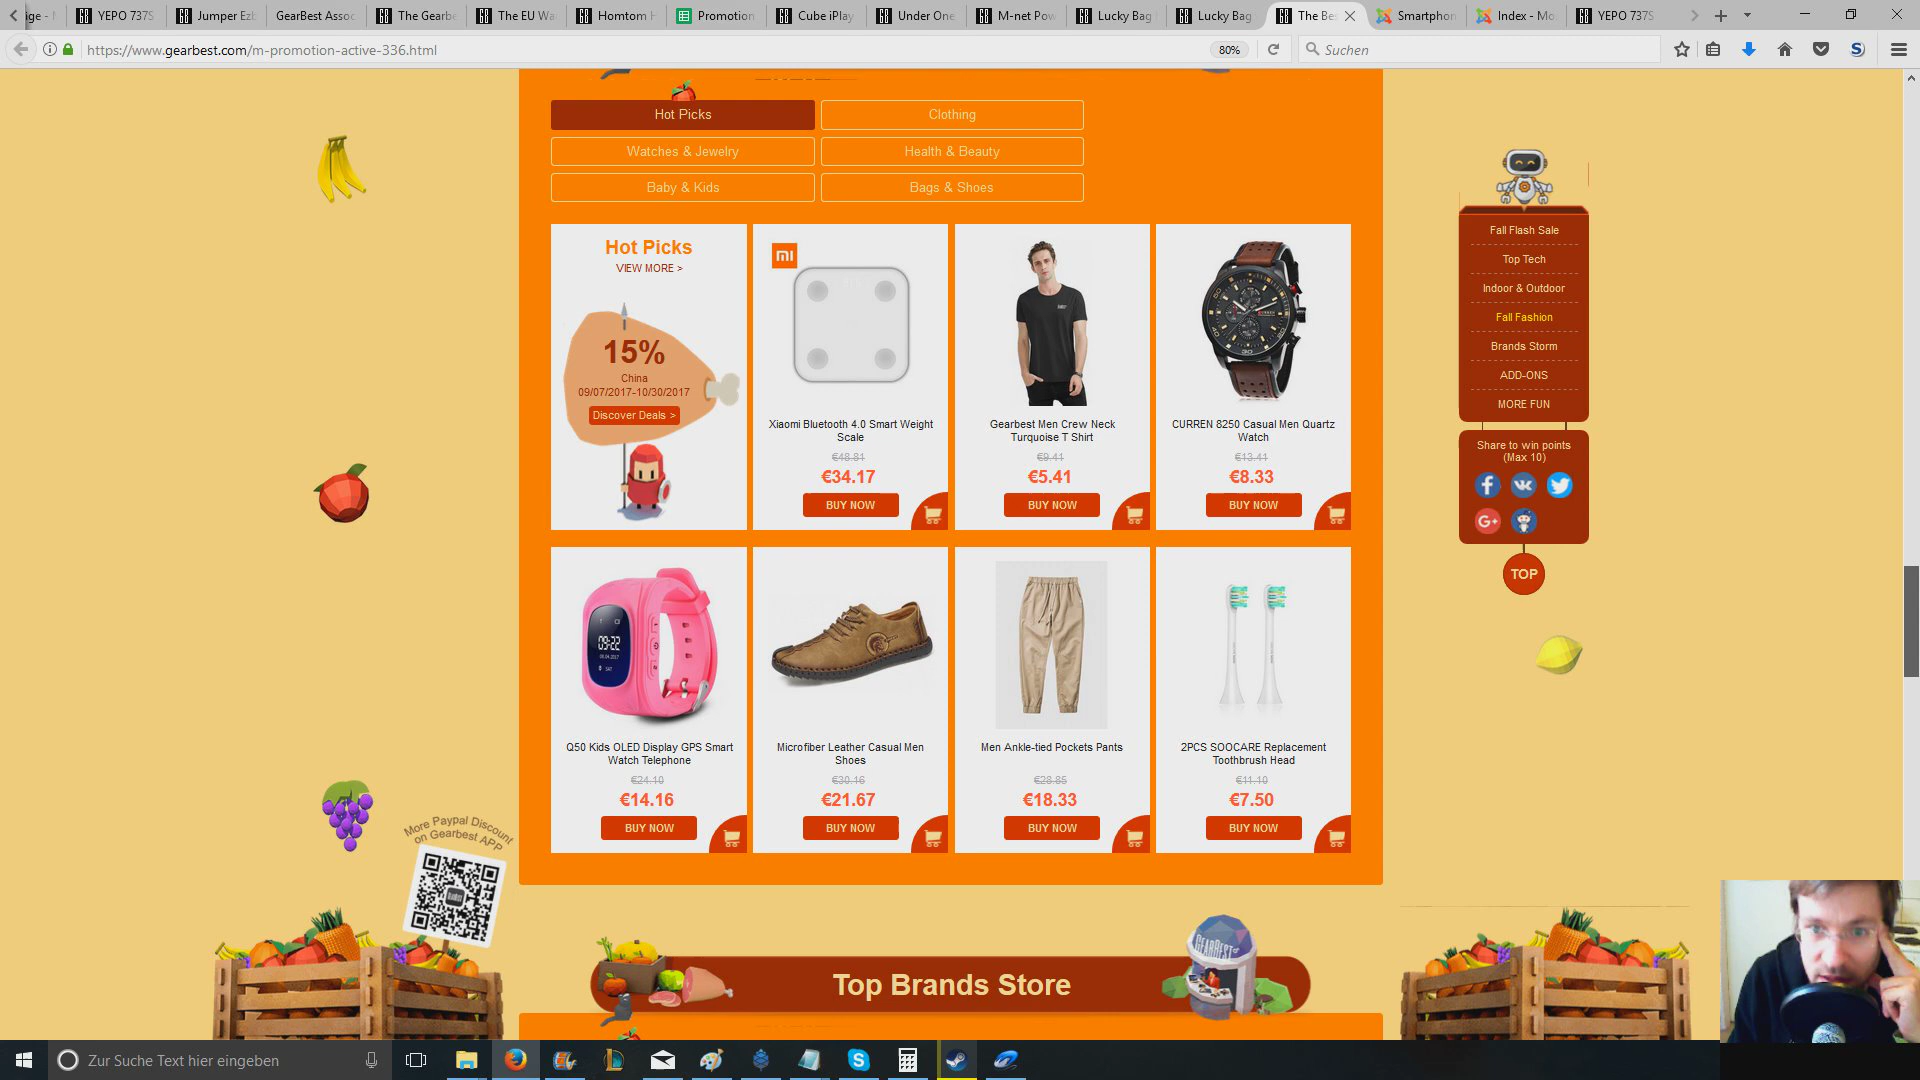 ige - M
YEPO 737S
Jumper Ezb
GearBest Assoc
The Gearbe
The EU Wa
Homtom H
Promotion
Cube iPlay
Under One
M-net Pow
Lucky Bag
Lucky Bag
The Be
Smartphon
Index - Mo
YEPO 737S
https://www.gearbest.com/m-promotion-active-336.html
80%
Suchen
Hot Picks
Clothing
Watches & Jewelry
Health & Beauty
Baby & Kids
Bags & Shoes
Hot Picks
VIEW MORE >
15%
China
09/07/2017-10/30/2017
Discover Deals >
mi
Xiaomi Bluetooth 4.0 Smart Weight
Scale
€48.81
€34.17
BUY NOW
Gearbest Men Crew Neck
Turquoise T Shirt
€9.41
€5.41
BUY NOW
CURREN 8250 Casual Men Quartz
Watch
€13.41
€8.33
BUY NOW
09:22
Q50 Kids OLED Display GPS Smart
Watch Telephone
€24.10
€14.16
BUY NOW
Microfiber Leather Casual Men
Shoes
€30.16
€21.67
BUY NOW
Men Ankle-tied Pockets Pants
€28.85
€18.33
BUY NOW
2PCS SOOCARE Replacement
Toothbrush Head
€11.10
€7.50
BUY NOW
Fall Flash Sale
Top Tech
Indoor & Outdoor
Fall Fashion
Brands Storm
ADD-ONS
MORE FUN
Share to win points
(Max 10)
TOP
More Paypal Discount
on Gearbest APP
GEARBEST
Top Brands Store
Zur Suche Text hier eingeben